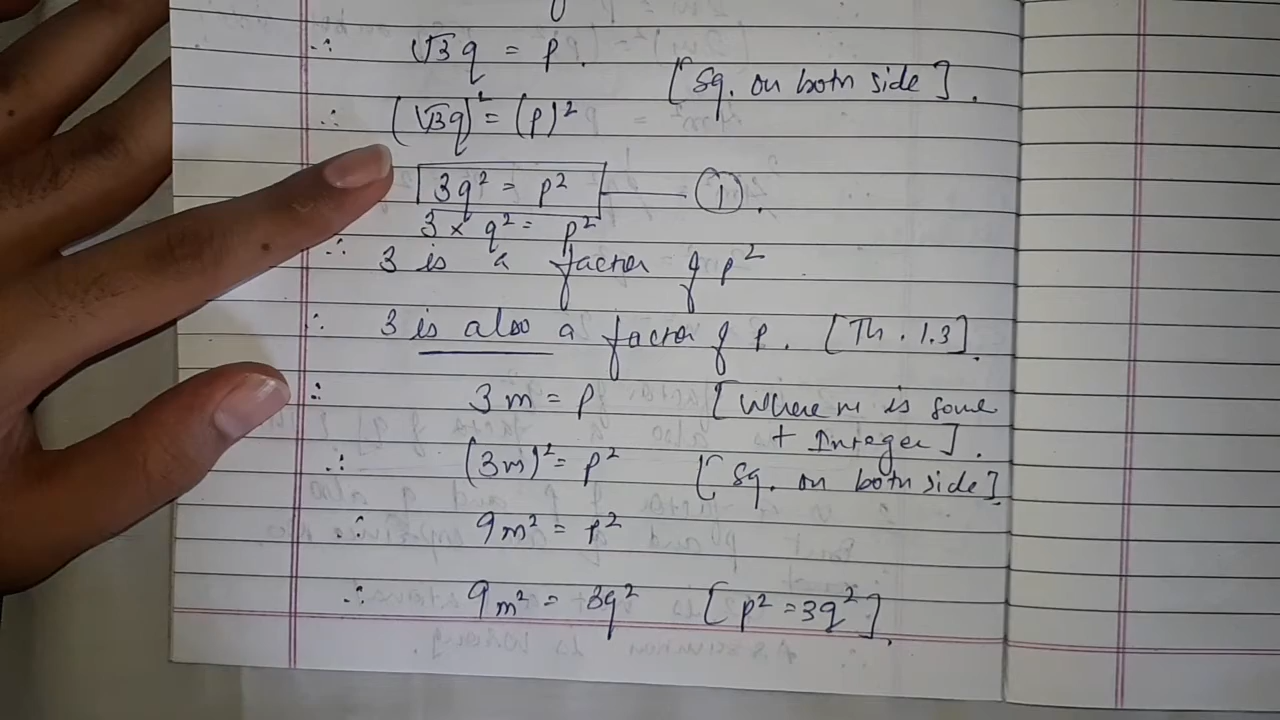 ∴ √3 q = p.
[Sq. on both side].
∴ (√3q)² = (p)²
3q² = p² — ①.
3 × q² = p²
∴ 3 is a factor of p²
∴ 3 is also a factor of p. [Th. 1.3].
∴ 3m = p [Where m is some
+ Integer].
∴ (3m)² = p² [Sq. on both side].
∴ 9m² = p²
∴ 9m² = 3q² [p² = 3q²].